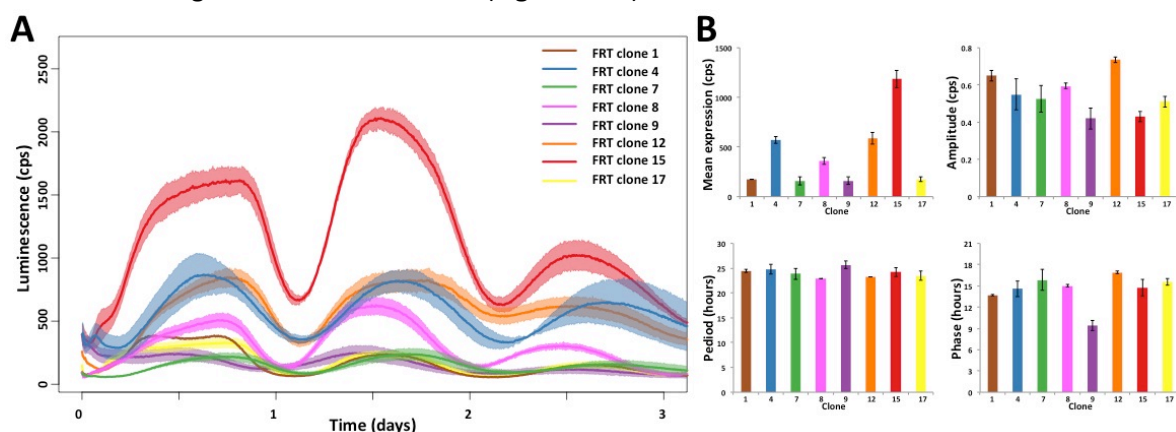 A
Luminescence (cps)
2500
2000
1500
1000
500
0
0
1
2
3
Time (days)
FRT clone 1
FRT clone 4
FRT clone 7
FRT clone 8
FRT clone 9
FRT clone 12
FRT clone 15
FRT clone 17
B
Mean expression (cps)
1500
1000
500
0
1 4 7 8 9 12 15 17
Clone
Amplitude (cps)
0.8
0.6
0.4
0.2
0
1 4 7 8 9 12 15 17
Clone
Pediod (hours)
30
25
20
15
10
5
0
1 4 7 8 9 12 15 17
Clone
Phase (hours)
21
18
15
12
9
6
3
0
1 4 7 8 9 12 15 17
Clone